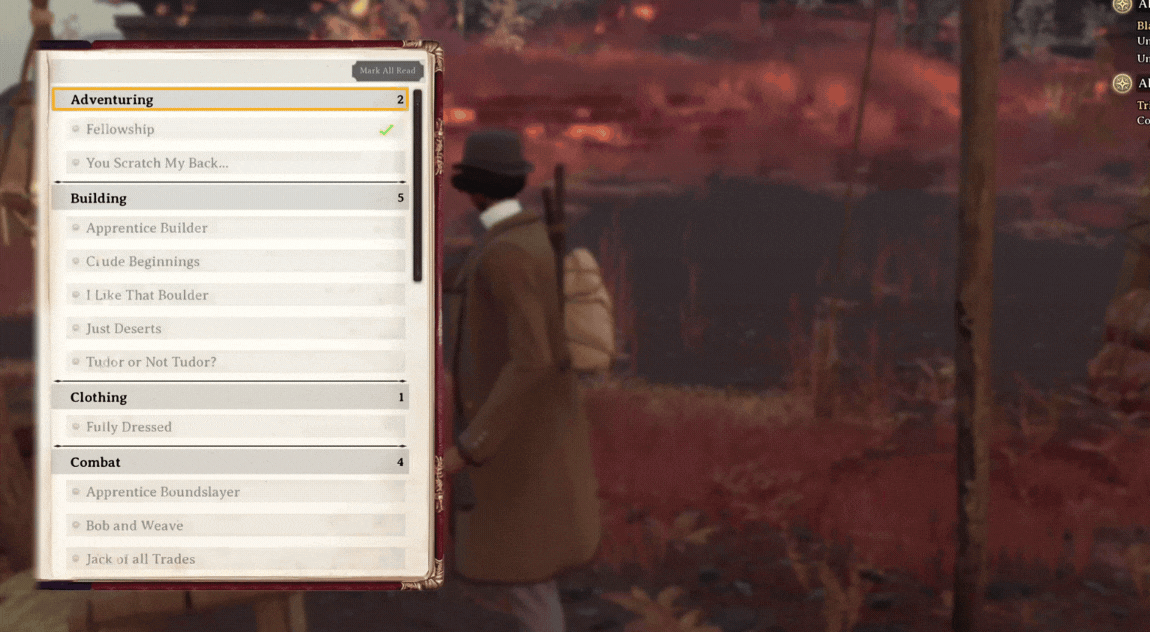 Mark All Read
Adventuring 2
Fellowship
You Scratch My Back...
Building 5
Apprentice Builder
Crude Beginnings
I Like That Boulder
Just Deserts
Tudor or Not Tudor?
Clothing 1
Fully Dressed
Combat 4
Apprentice Boundslayer
Bob and Weave
Jack of all Trades